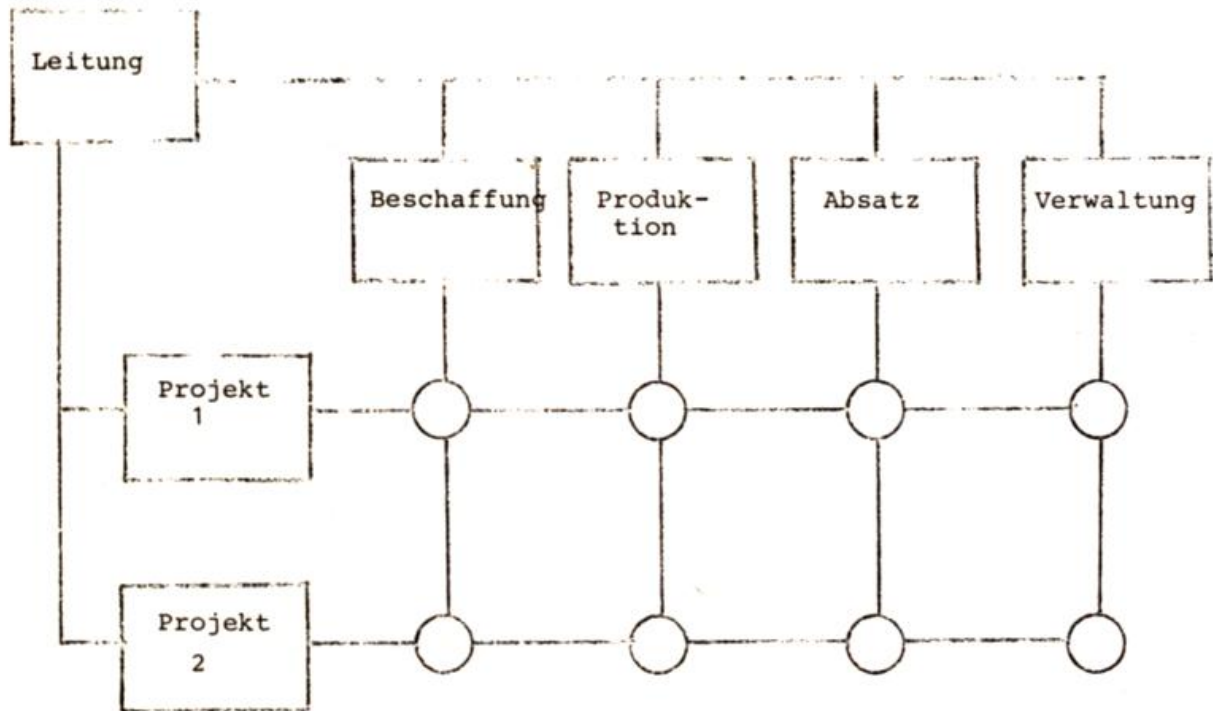 Leitung
Beschaffung
Produk-
tion
Absatz
Verwaltung
Projekt
1
Projekt
2